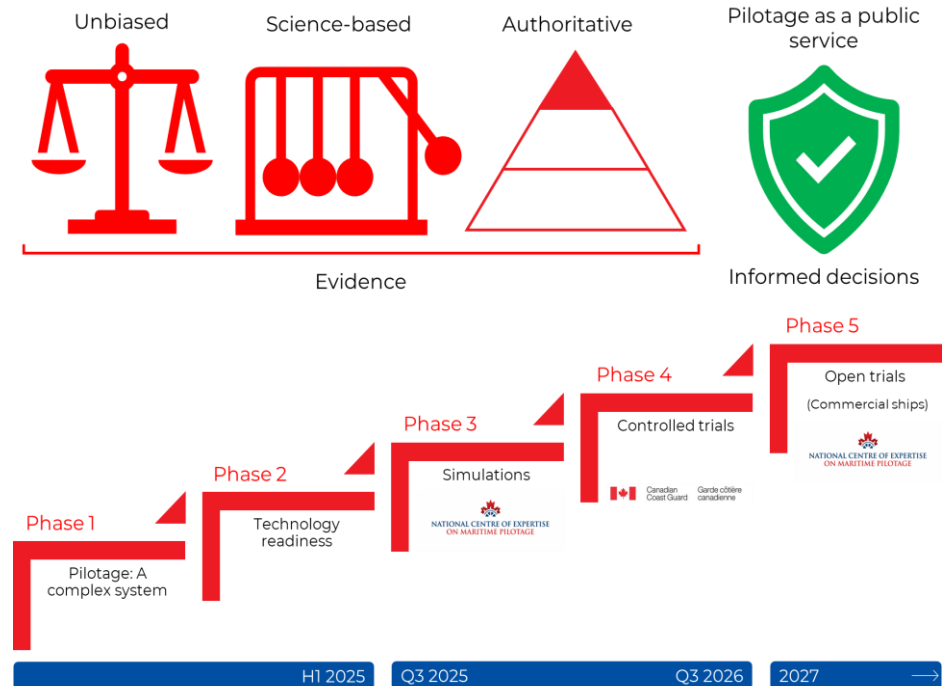 Unbiased
Science-based
Authoritative
Pilotage as a public
service
Evidence
Informed decisions
Phase 1
Pilotage: A
complex system
Phase 2
Technology
readiness
Phase 3
Simulations
NATIONAL CENTRE OF EXPERTISE
ON MARITIME PILOTAGE
Phase 4
Controlled trials
Canadian
Coast Guard
Garde côtière
canadienne
Phase 5
Open trials
(Commercial ships)
NATIONAL CENTRE OF EXPERTISE
ON MARITIME PILOTAGE
H1 2025
Q3 2025
Q3 2026
2027